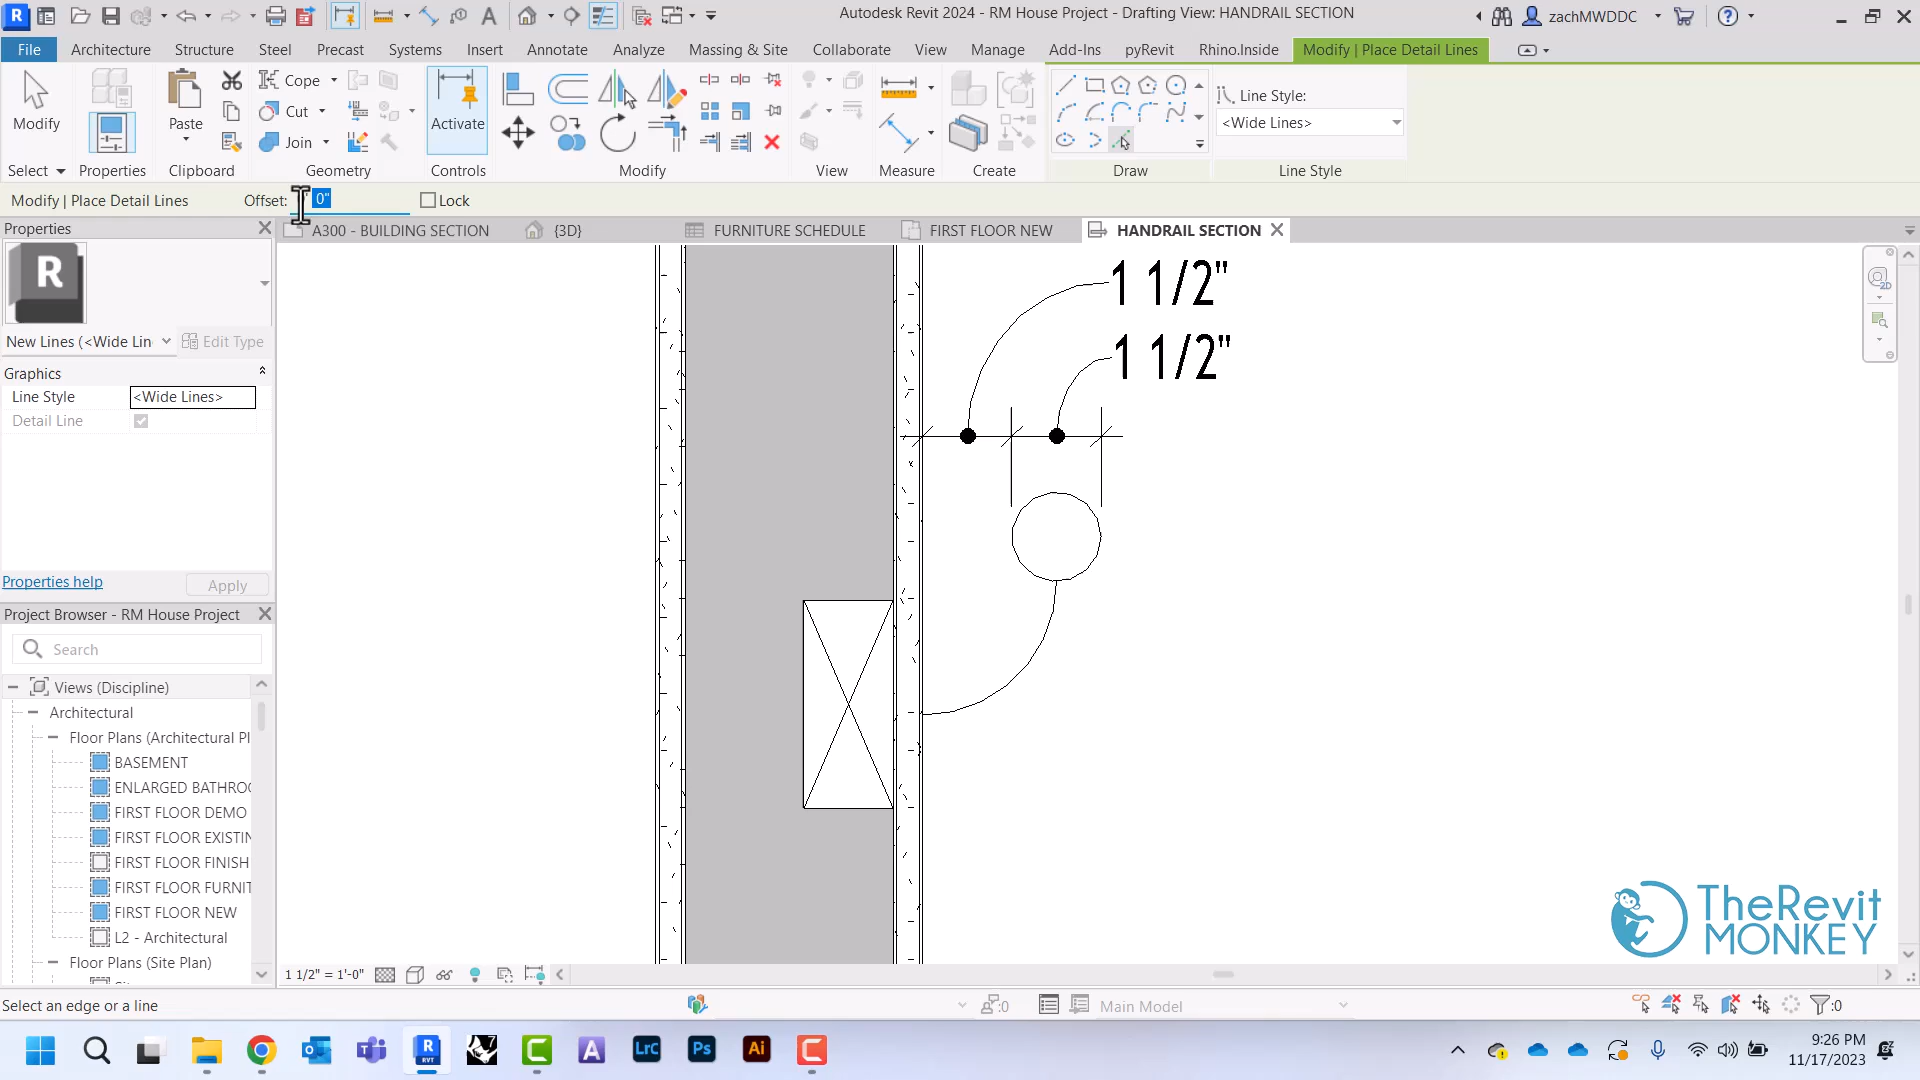 Autodesk Revit 2024 - RM House Project - Drafting View: HANDRAIL SECTION
zachMWDDC
File Architecture Structure Steel Precast Systems Insert Annotate Analyze Massing & Site Collaborate View Manage Add-Ins pyRevit Rhino.Inside Modify | Place Detail Lines
Modify
Paste
Cope
Cut
Join
Activate
Line Style:
<Wide Lines>
Select Properties Clipboard Geometry Controls Modify View Measure Create Draw Line Style
Modify | Place Detail Lines Offset: 0" Lock
Properties
A300 - BUILDING SECTION {3D} FURNITURE SCHEDULE FIRST FLOOR NEW HANDRAIL SECTION
R
New Lines (<Wide Lin Edit Type
Graphics
Line Style <Wide Lines>
Detail Line
Properties help Apply
Project Browser - RM House Project
Search
Views (Discipline)
Architectural
Floor Plans (Architectural Pl
BASEMENT
ENLARGED BATHROO
FIRST FLOOR DEMO
FIRST FLOOR EXISTIN
FIRST FLOOR FINISH
FIRST FLOOR FURNIT
FIRST FLOOR NEW
L2 - Architectural
Floor Plans (Site Plan)
1 1/2"
1 1/2"
TheRevit
MONKEY
1 1/2" = 1'-0"
Select an edge or a line
:0
Main Model
:0
9:26 PM
11/17/2023